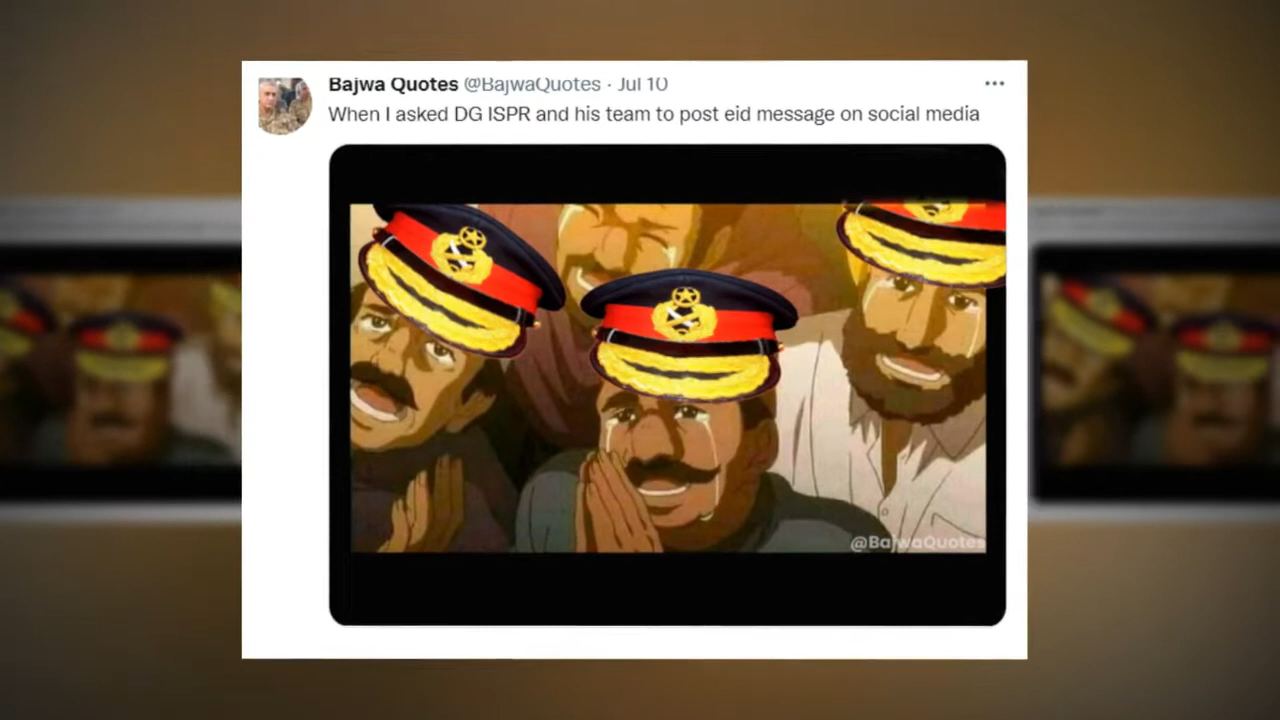 Bajwa Quotes @BajwaQuotes · Jul 10
When I asked DG ISPR and his team to post eid message on social media
@BajwaQuotes